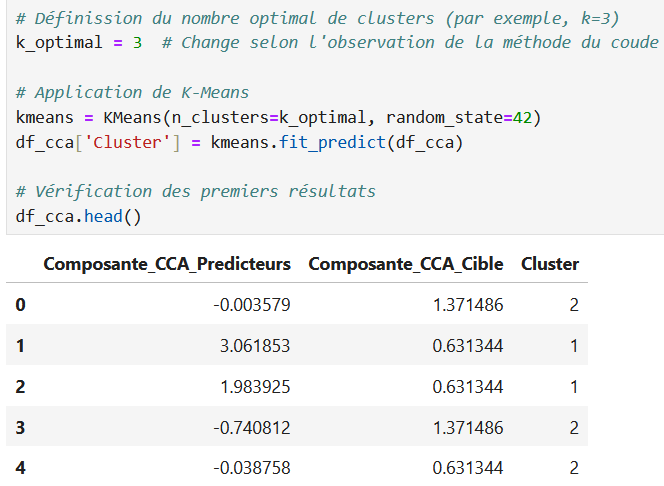 # Définission du nombre optimal de clusters (par exemple, k=3)
k_optimal = 3  # Change selon l'observation de la méthode du coude
# Application de K-Means
kmeans = KMeans(n_clusters=k_optimal, random_state=42)
df_cca['Cluster'] = kmeans.fit_predict(df_cca)
# Vérification des premiers résultats
df_cca.head()
Composante_CCA_Predicteurs Composante_CCA_Cible Cluster
0 -0.003579 1.371486 2
1 3.061853 0.631344 1
2 1.983925 0.631344 1
3 -0.740812 1.371486 2
4 -0.038758 0.631344 2